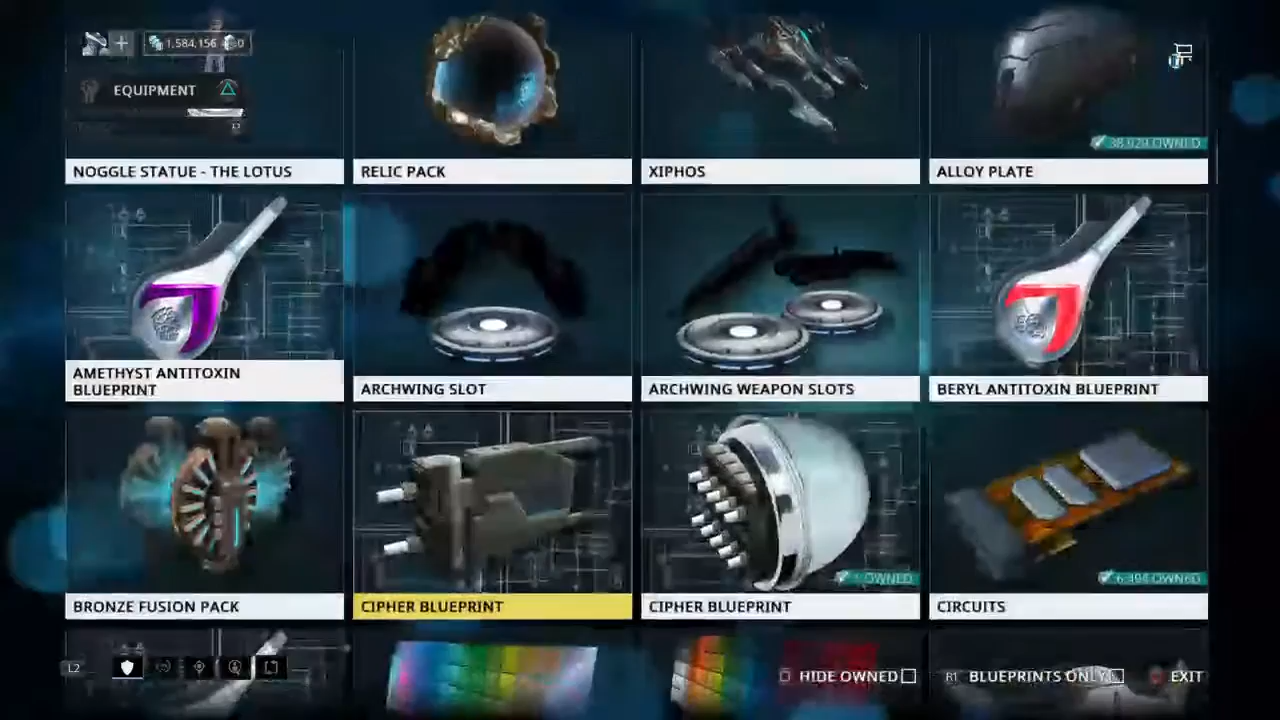 1,584,156 0
EQUIPMENT
38,929 OWNED
NOGGLE STATUE - THE LOTUS
RELIC PACK
XIPHOS
ALLOY PLATE
AMETHYST ANTITOXIN
BLUEPRINT
ARCHWING SLOT
ARCHWING WEAPON SLOTS
BERYL ANTITOXIN BLUEPRINT
1 OWNED
OWNED
BRONZE FUSION PACK
CIPHER BLUEPRINT
CIPHER BLUEPRINT
CIRCUITS
L2
HIDE OWNED
R1 BLUEPRINTS ONLY
EXIT